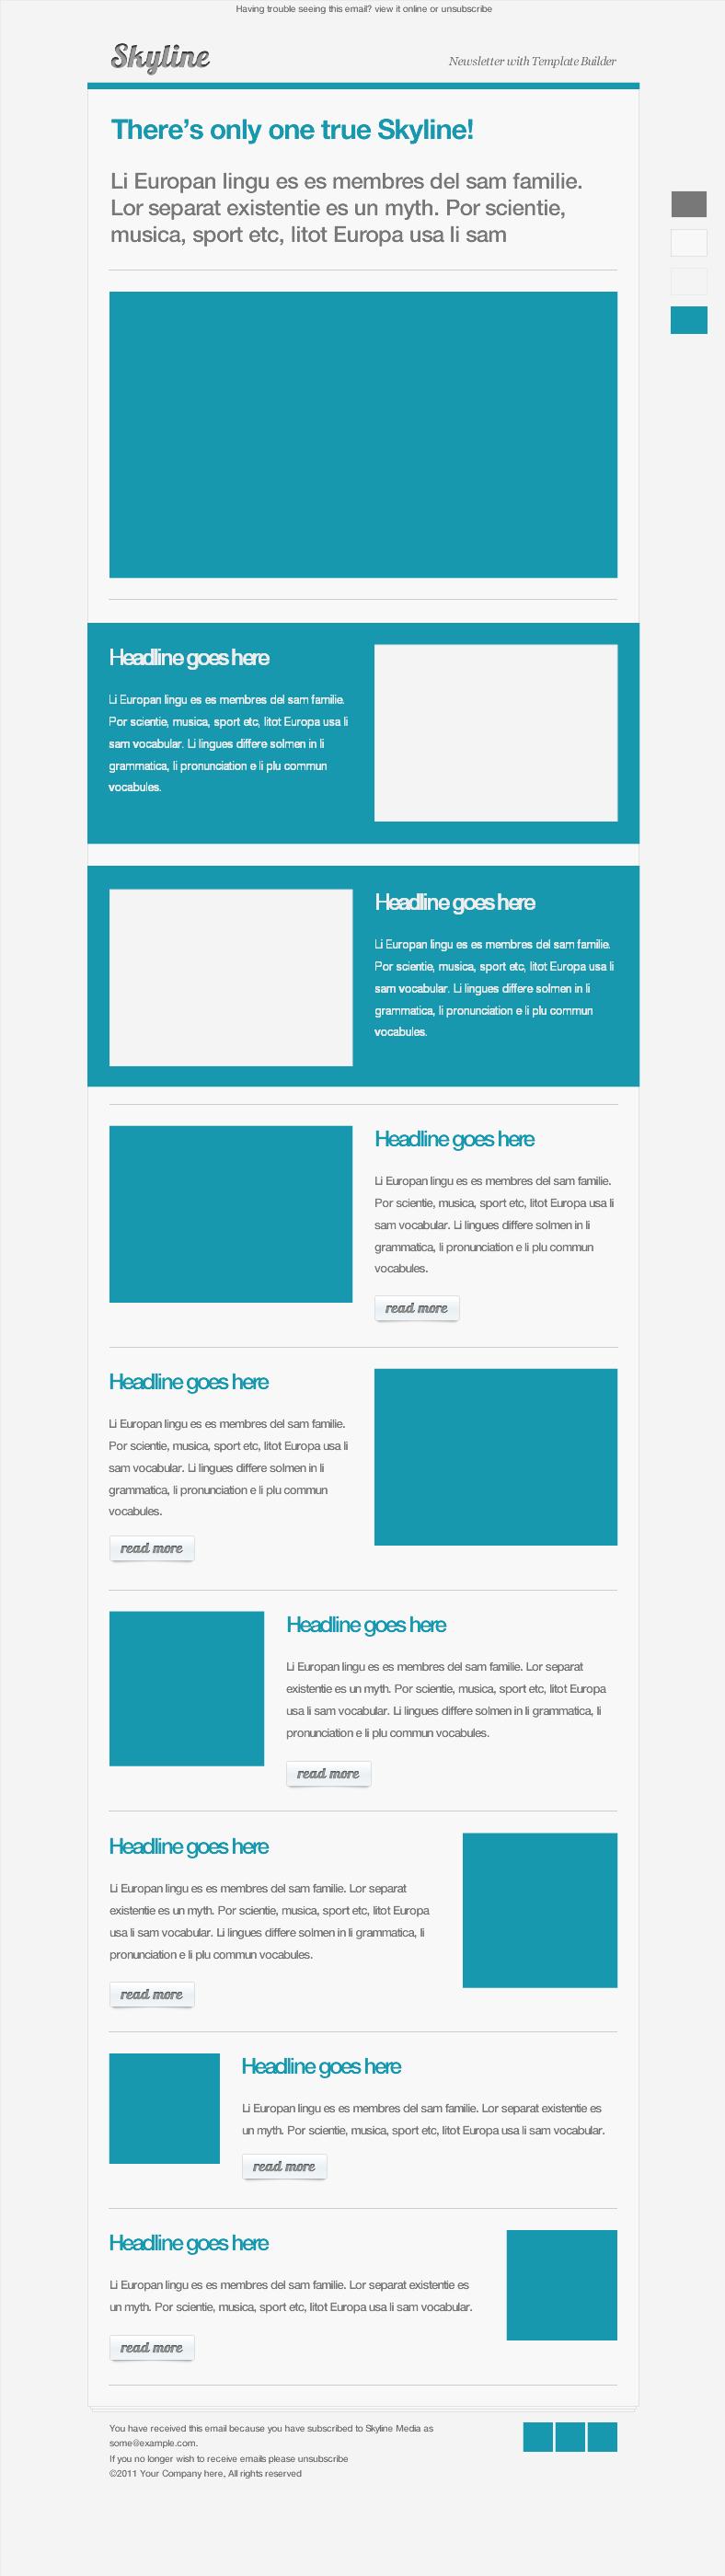 Having trouble seeing this email? view it online or unsubscribe
Skyline
Newsletter with Template Builder
There's only one true Skyline!
Li Europan lingu es es membres del sam familie.
Lor separat existentie es un myth. Por scientie,
musica, sport etc, litot Europa usa li sam
Headline goes here
Li Europan lingu es es membres del sam familie.
Por scientie, musica, sport etc, litot Europa usa li
sam vocabular. Li lingues differe solmen in li
grammatica, li pronunciation e li plu commun
vocabules.
Headline goes here
Li Europan lingu es es membres del sam familie.
Por scientie, musica, sport etc, litot Europa usa li
sam vocabular. Li lingues differe solmen in li
grammatica, li pronunciation e li plu commun
vocabules.
Headline goes here
Li Europan lingu es es membres del sam familie.
Por scientie, musica, sport etc, litot Europa usa li
sam vocabular. Li lingues differe solmen in li
grammatica, li pronunciation e li plu commun
vocabules.
read more
Headline goes here
Li Europan lingu es es membres del sam familie.
Por scientie, musica, sport etc, litot Europa usa li
sam vocabular. Li lingues differe solmen in li
grammatica, li pronunciation e li plu commun
vocabules.
read more
Headline goes here
Li Europan lingu es es membres del sam familie. Lor separat
existentie es un myth. Por scientie, musica, sport etc, litot Europa
usa li sam vocabular. Li lingues differe solmen in li grammatica, li
pronunciation e li plu commun vocabules.
read more
Headline goes here
Li Europan lingu es es membres del sam familie. Lor separat
existentie es un myth. Por scientie, musica, sport etc, litot Europa
usa li sam vocabular. Li lingues differe solmen in li grammatica, li
pronunciation e li plu commun vocabules.
read more
Headline goes here
Li Europan lingu es es membres del sam familie. Lor separat existentie es
un myth. Por scientie, musica, sport etc, litot Europa usa li sam vocabular.
read more
Headline goes here
Li Europan lingu es es membres del sam familie. Lor separat existentie es
un myth. Por scientie, musica, sport etc, litot Europa usa li sam vocabular.
read more
You have received this email because you have subscribed to Skyline Media as
some@example.com.
If you no longer wish to receive emails please unsubscribe
©2011 Your Company here, All rights reserved